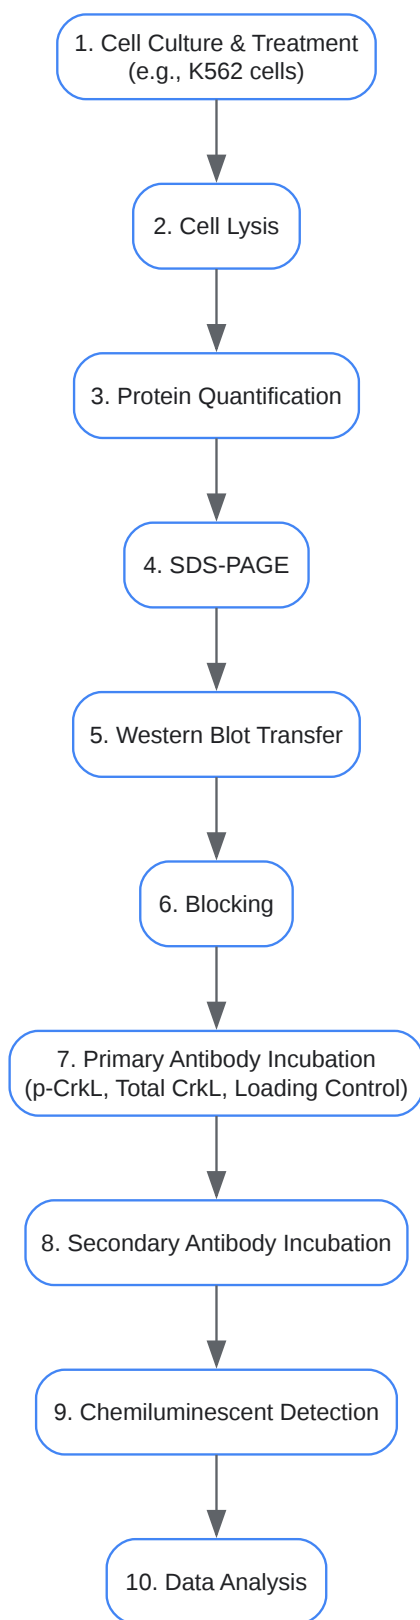 1. Cell Culture & Treatment
(e.g., K562 cells)
2. Cell Lysis
3. Protein Quantification
4. SDS-PAGE
5. Western Blot Transfer
6. Blocking
7. Primary Antibody Incubation
(p-CrkL, Total CrkL, Loading Control)
8. Secondary Antibody Incubation
9. Chemiluminescent Detection
10. Data Analysis